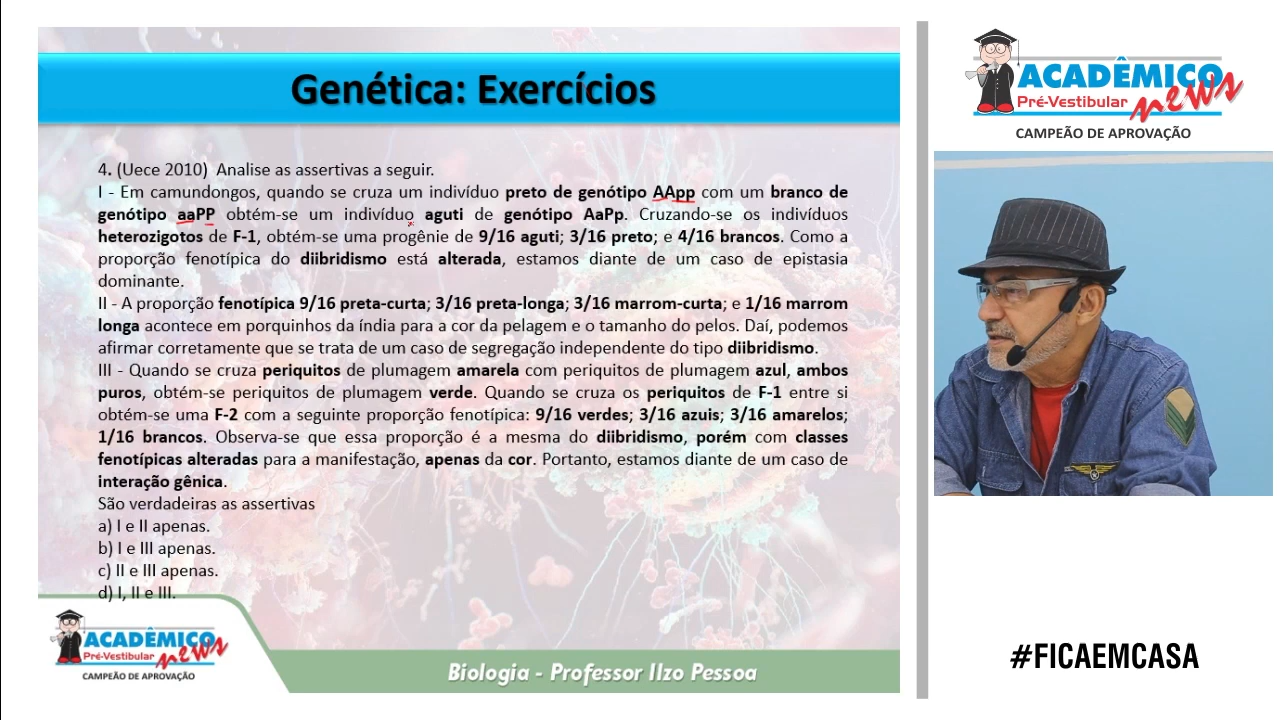 Genética: Exercícios
4. (Uece 2010) Analise as assertivas a seguir.
I - Em camundongos, quando se cruza um indivíduo preto de genótipo AApp com um branco de
genótipo aaPP obtém-se um indivíduo aguti de genótipo AaPp. Cruzando-se os indivíduos
heterozigotos de F-1, obtém-se uma progênie de 9/16 aguti; 3/16 preto; e 4/16 brancos. Como a
proporção fenotípica do diibridismo está alterada, estamos diante de um caso de epistasia
dominante.
II - A proporção fenotípica 9/16 preta-curta; 3/16 preta-longa; 3/16 marrom-curta; e 1/16 marrom
longa acontece em porquinhos da índia para a cor da pelagem e o tamanho do pelos. Daí, podemos
afirmar corretamente que se trata de um caso de segregação independente do tipo diibridismo.
III - Quando se cruza periquitos de plumagem amarela com periquitos de plumagem azul, ambos
puros, obtém-se periquitos de plumagem verde. Quando se cruza os periquitos de F-1 entre si
obtém-se uma F-2 com a seguinte proporção fenotípica: 9/16 verdes; 3/16 azuis; 3/16 amarelos;
1/16 brancos. Observa-se que essa proporção é a mesma do diibridismo, porém com classes
fenotípicas alteradas para a manifestação, apenas da cor. Portanto, estamos diante de um caso de
interação gênica.
São verdadeiras as assertivas
a) I e II apenas.
b) I e III apenas.
c) II e III apenas.
d) I, II e III.
ACADÊMICO
Pré-Vestibular news
CAMPEÃO DE APROVAÇÃO
Biologia - Professor Ilzo Pessoa
ACADÊMICO
Pré-Vestibular news
CAMPEÃO DE APROVAÇÃO
#FICAEMCASA